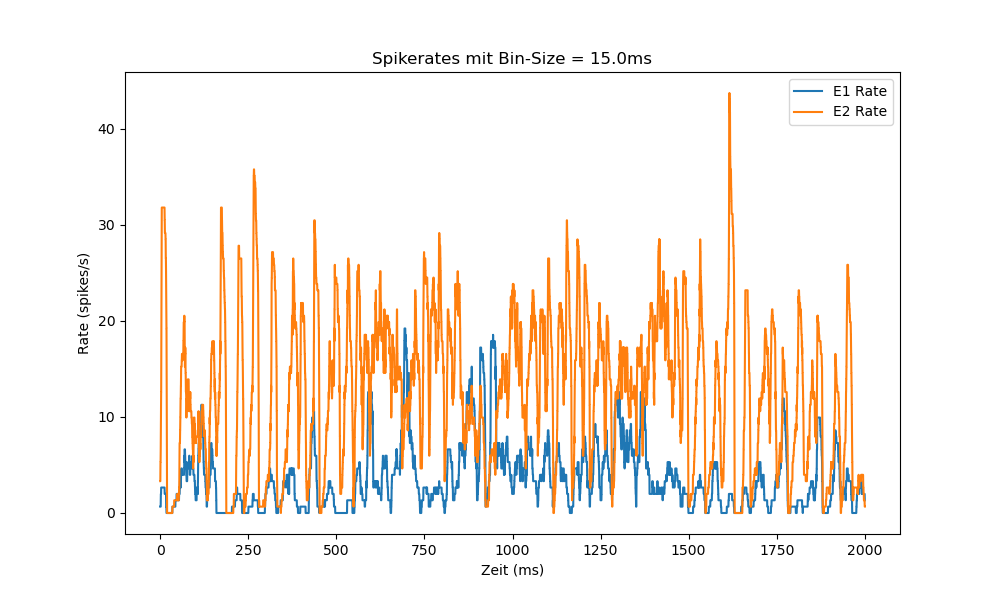 Spikerates mit Bin-Size = 15.0ms
E1 Rate
E2 Rate
Rate (spikes/s)
40
30
20
10
0
0 250 500 750 1000 1250 1500 1750 2000
Zeit (ms)